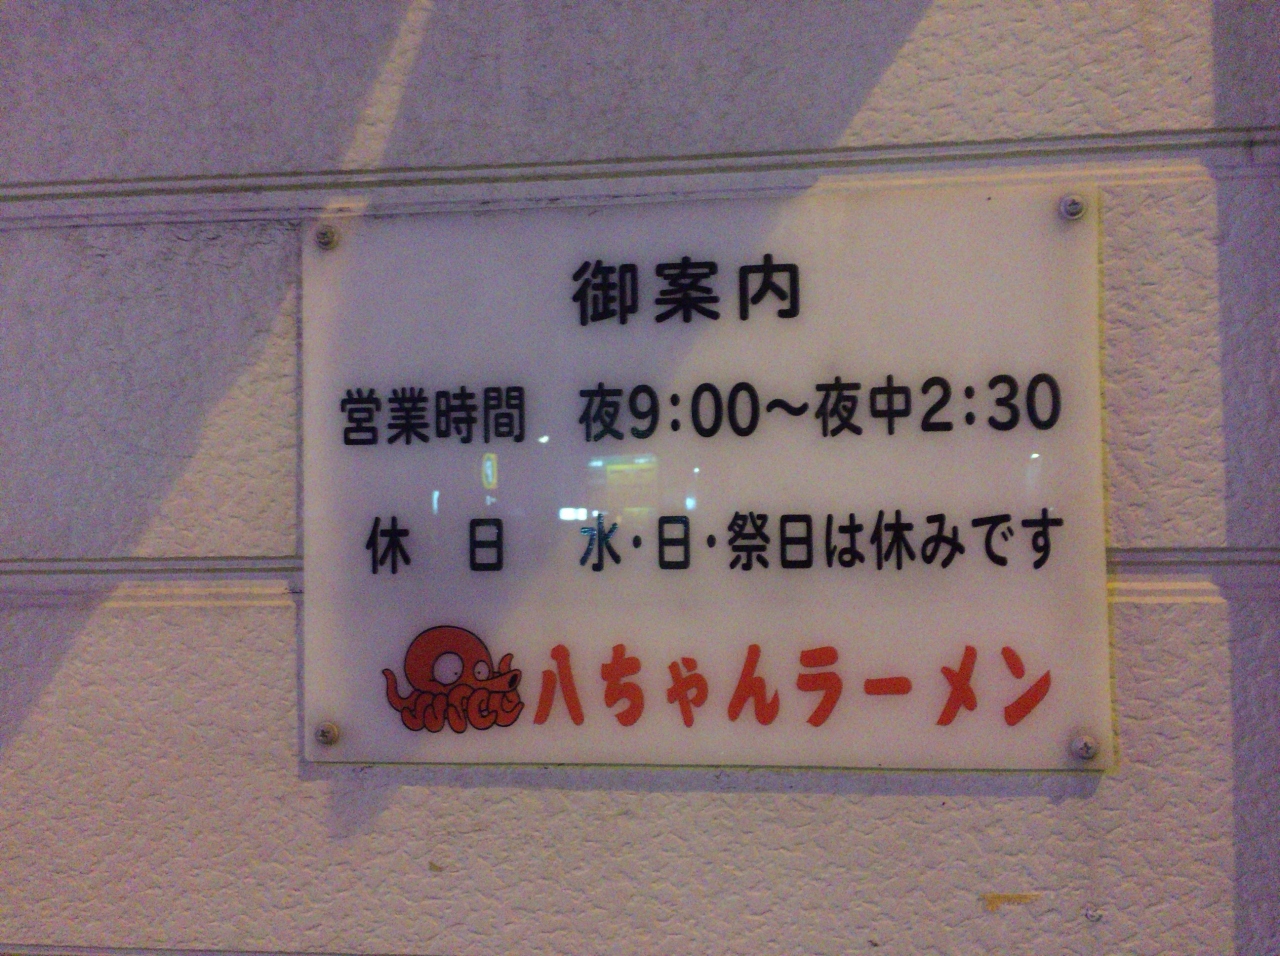 御案内
営業時間 夜9:00〜夜中2:30
休日 水・日・祭日は休みです
八ちゃんラーメン